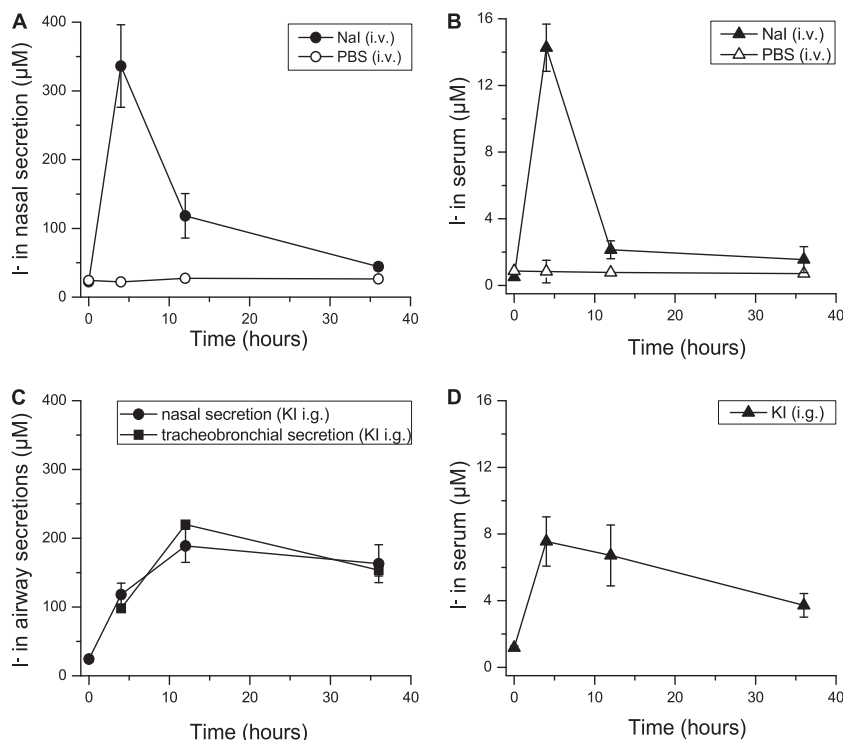 A
400
300
200
100
0
I- in nasal secretion (µM)
NaI (i.v.)
PBS (i.v.)
0 10 20 30 40
Time (hours)
B
16
12
8
4
0
I- in serum (µM)
NaI (i.v.)
PBS (i.v.)
0 10 20 30 40
Time (hours)
C
400
300
200
100
0
I- in airway secretions (µM)
nasal secretion (KI i.g.)
tracheobronchial secretion (KI i.g.)
0 10 20 30 40
Time (hours)
D
16
12
8
4
0
I- in serum (µM)
KI (i.g.)
0 10 20 30 40
Time (hours)